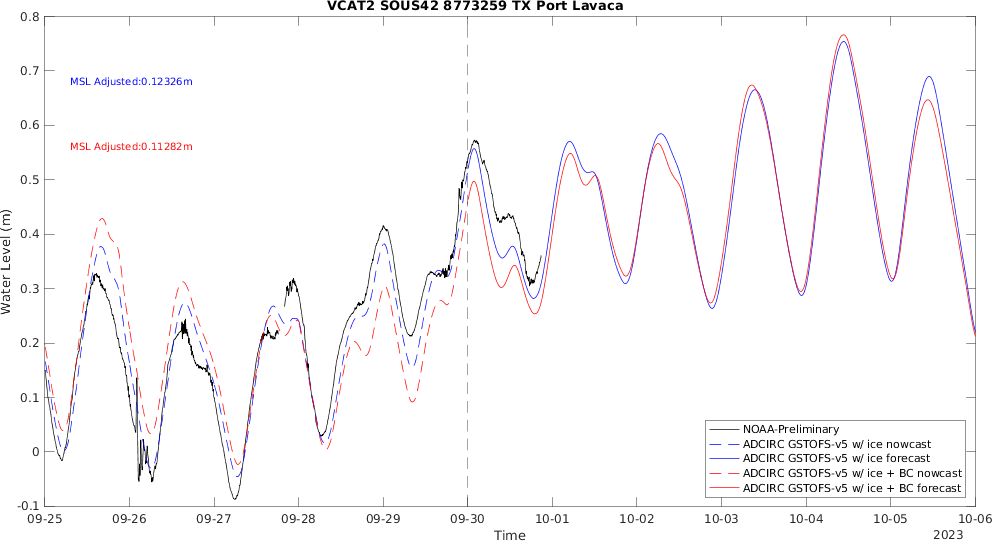 VCAT2 SOUS42 8773259 TX Port Lavaca
0.8
0.7
0.6
0.5
0.4
0.3
0.2
0.1
0
-0.1
Water Level (m)
MSL Adjusted:0.12326m
MSL Adjusted:0.11282m
NOAA-Preliminary
ADCIRC GSTOFS-v5 w/ ice nowcast
ADCIRC GSTOFS-v5 w/ ice forecast
ADCIRC GSTOFS-v5 w/ ice + BC nowcast
ADCIRC GSTOFS-v5 w/ ice + BC forecast
09-25 09-26 09-27 09-28 09-29 09-30 10-01 10-02 10-03 10-04 10-05 10-06
Time
2023